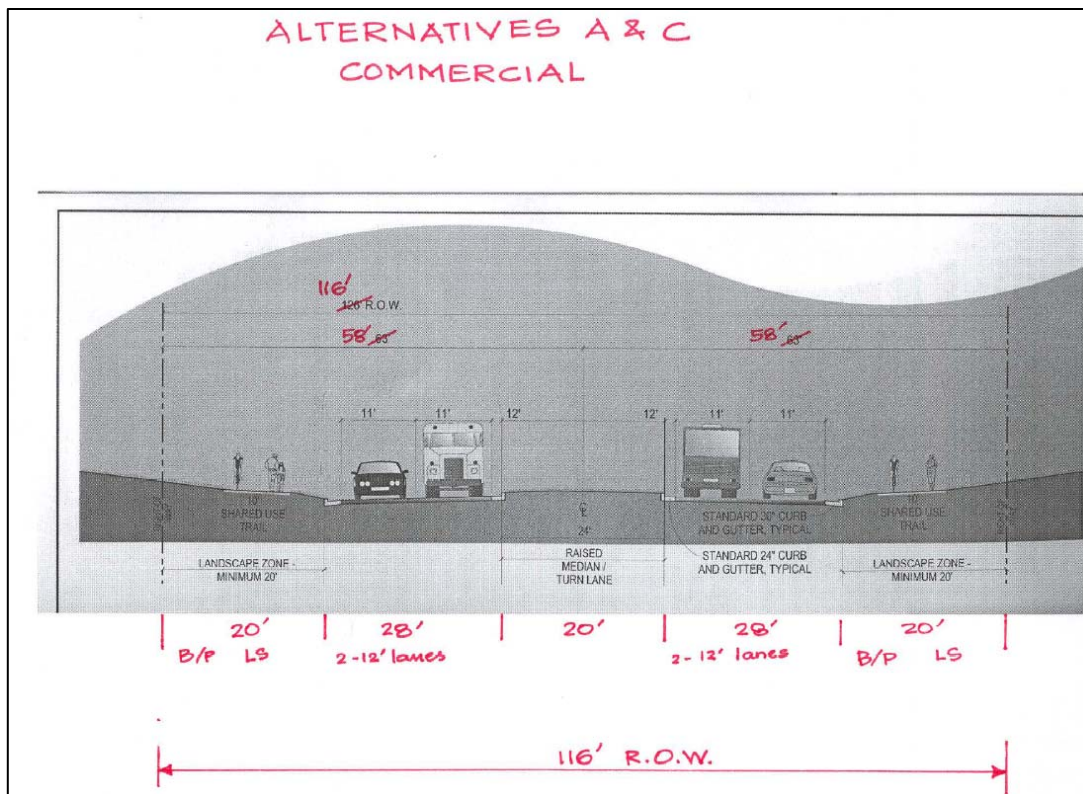 ALTERNATIVES A & C
COMMERCIAL
116'
126' R.O.W.
58' 63'
58' 63'
11' 11' 12' 12' 11' 11'
10'
SHARED USE
TRAIL
℄
24'
STANDARD 30" CURB
AND GUTTER, TYPICAL
10'
SHARED USE
TRAIL
LANDSCAPE ZONE -
MINIMUM 20'
RAISED
MEDIAN /
TURN LANE
STANDARD 24" CURB
AND GUTTER, TYPICAL
LANDSCAPE ZONE -
MINIMUM 20'
20' 28' 20' 28' 20'
B/P LS 2-12' lanes 2-12' lanes B/P LS
116' R.O.W.